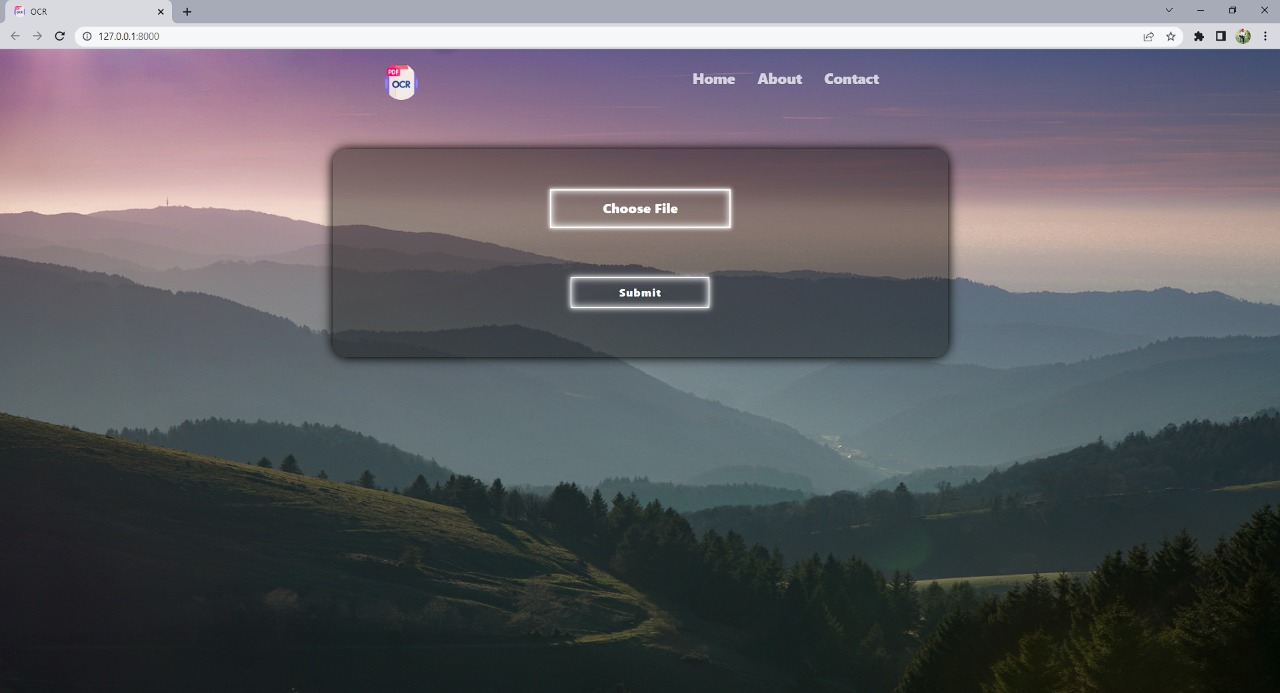 OCR
127.0.0.1:8000
PDF
OCR
Home About Contact
Choose File
Submit